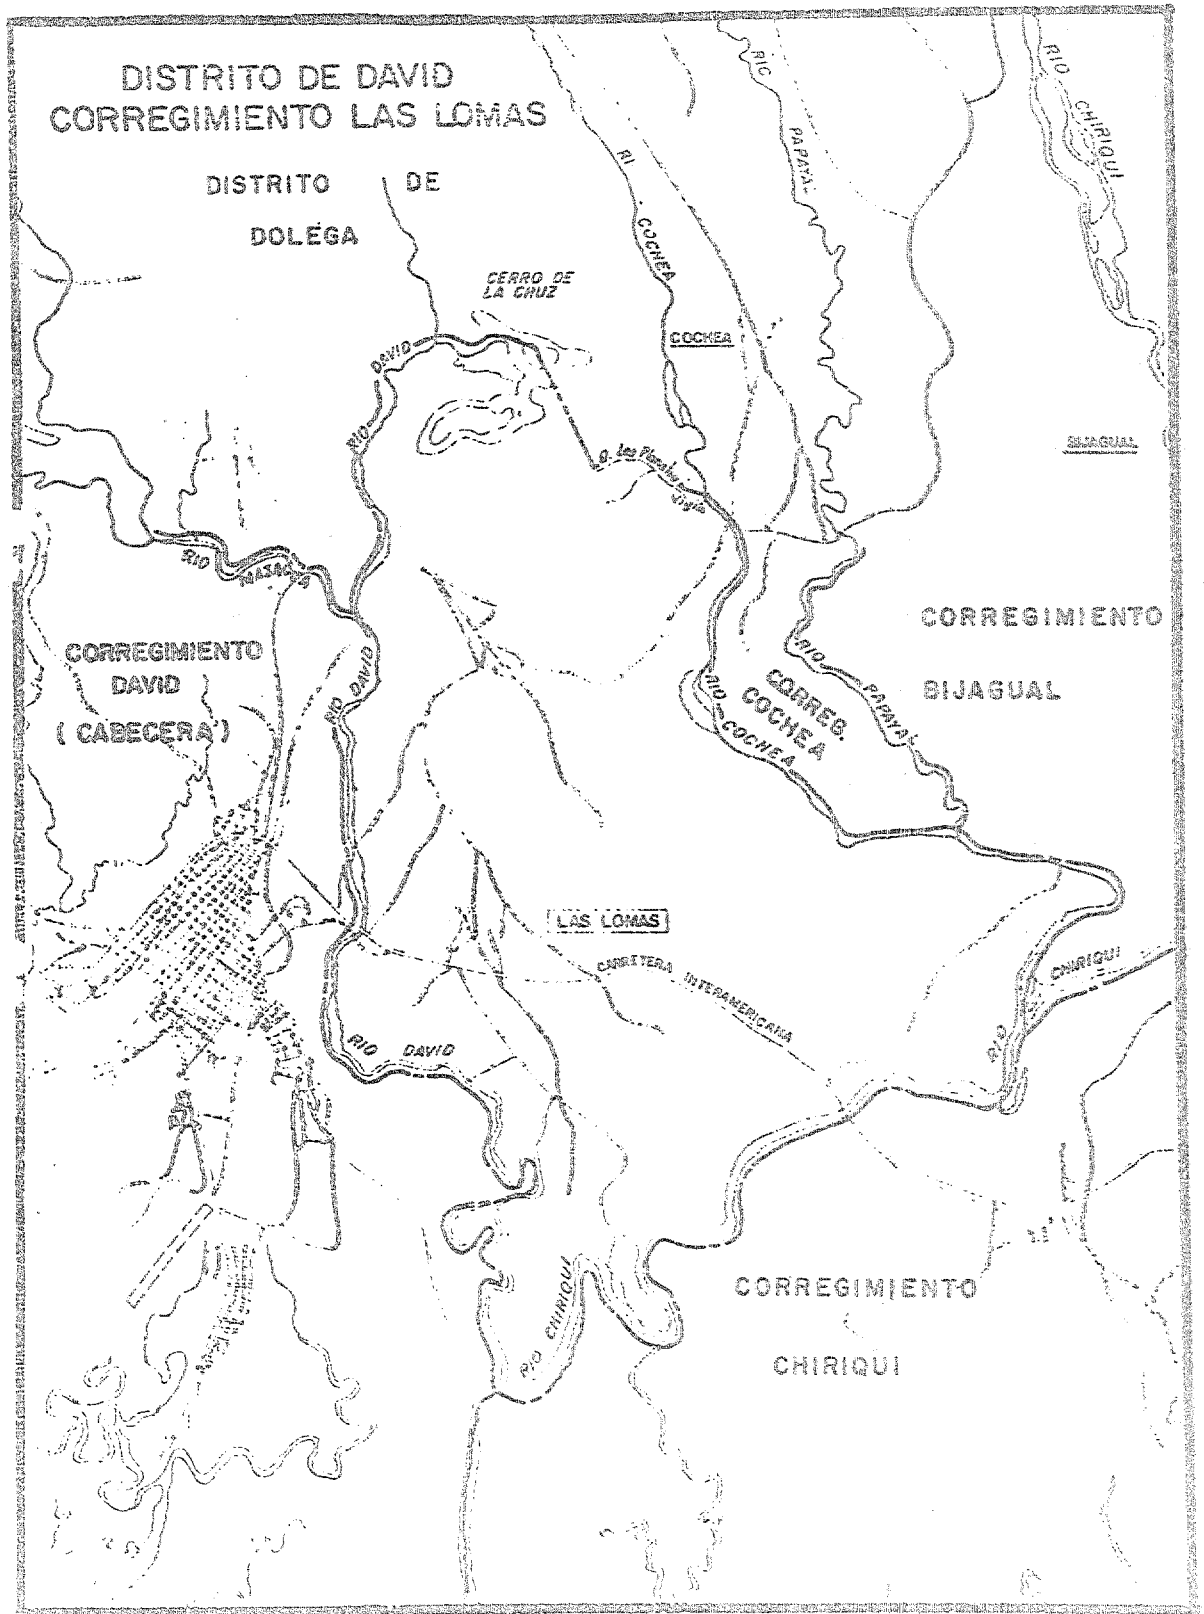 DISTRITO DE DAVID
CORREGIMIENTO LAS LOMAS
DISTRITO DE
DOLEGA
CERRO DE
LA CRUZ
RIO
PAPAYAL
RIO
CHIRIQUI
RI
COCHEA
COCHEA
RIO
DAVID
BIJAGUAL
Q. Las
Vigia
RIO
CORREGIMIENTO
BIJAGUAL
CORREGIMIENTO
DAVID
(CABECERA)
RIO DAVID
RIO
COCHEA
CORREG.
COCHEA
RIO
PAPAYAL
LAS LOMAS
CARRETERA INTERAMERICANA
RIO
CHIRIQUI
RIO DAVID
RIO CHIRIQUI
CORREGIMIENTO
CHIRIQUI